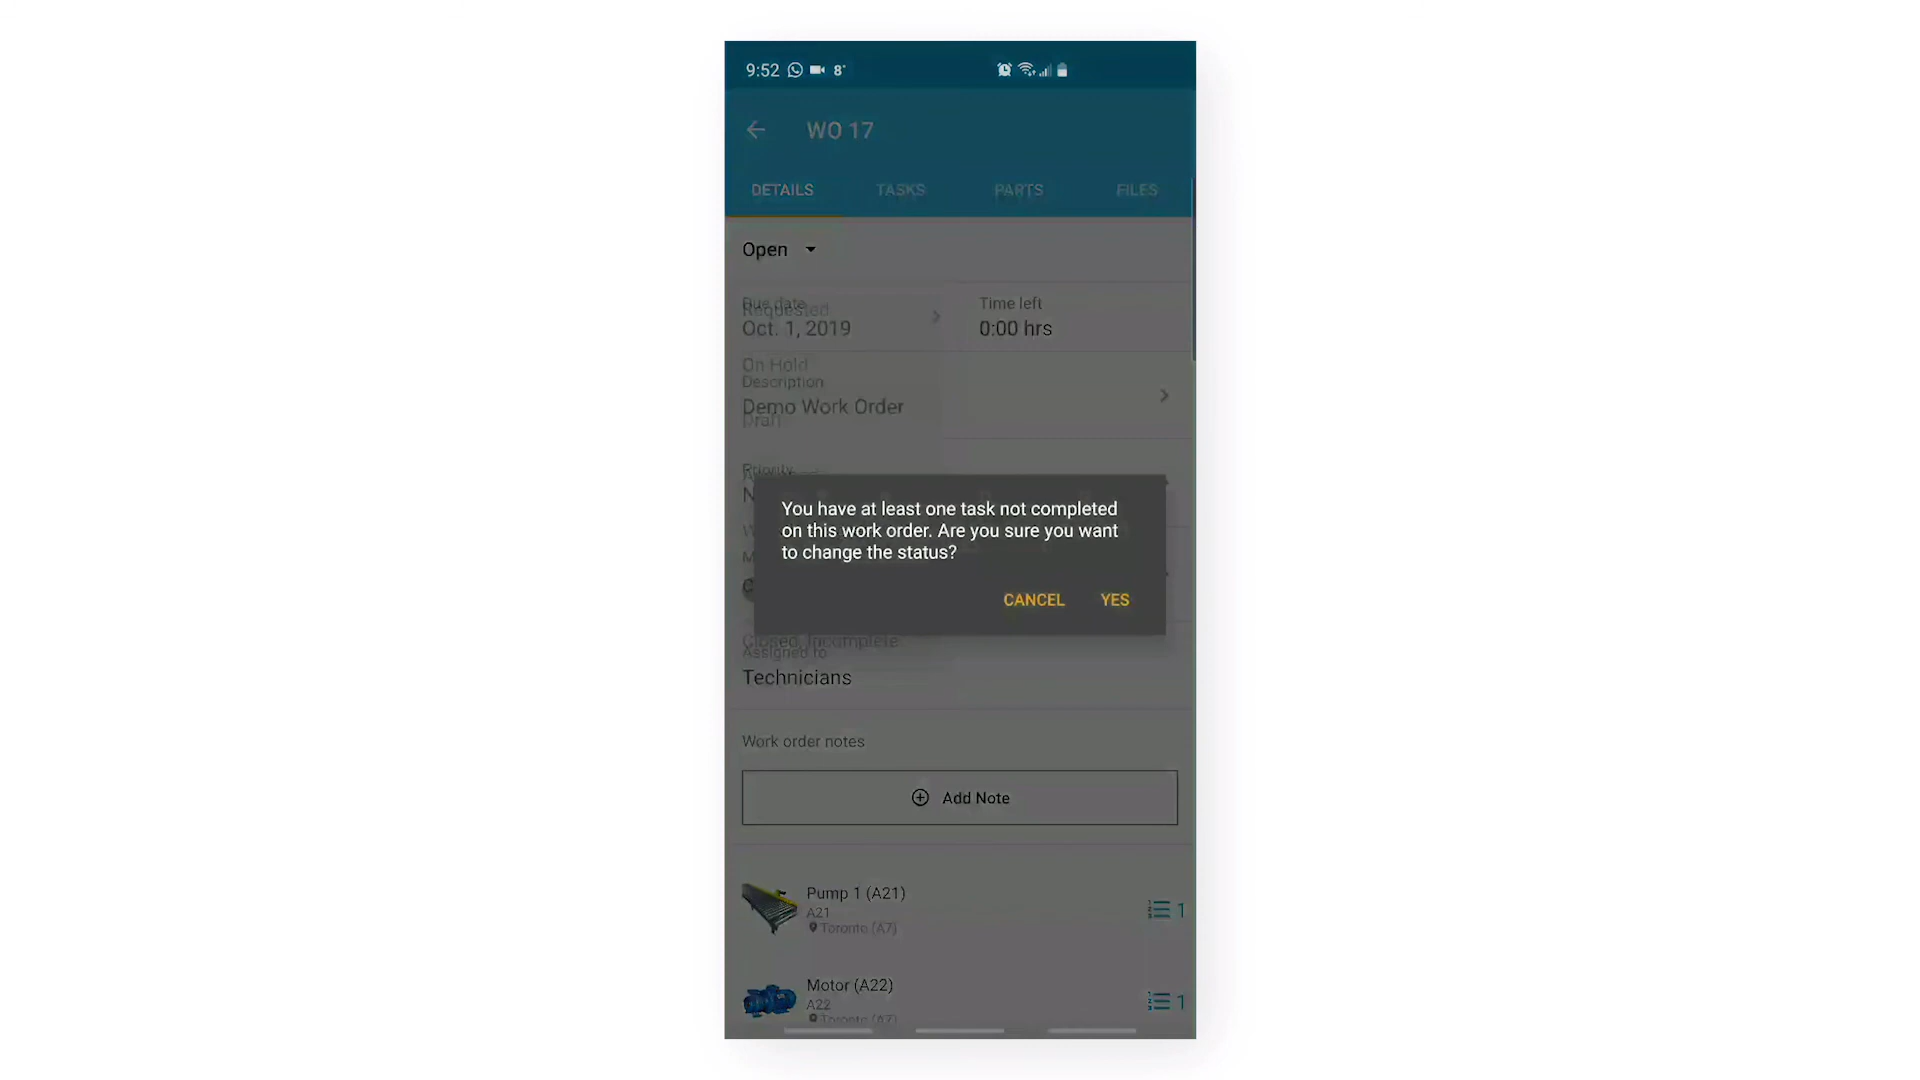 9:52 8°
WO 17
DETAILS TASKS PARTS FILES
Open
Due date Time left
Requested
Oct. 1, 2019 0:00 hrs
On Hold
Description
Demo Work Order
Draft
Priority
You have at least one task not completed
on this work order. Are you sure you want
to change the status?
CANCEL YES
Closed, Incomplete
Assigned to
Technicians
Work order notes
Add Note
Pump 1 (A21)
A21 1
Toronto (A7)
Motor (A22)
A22 1
Toronto (A7)